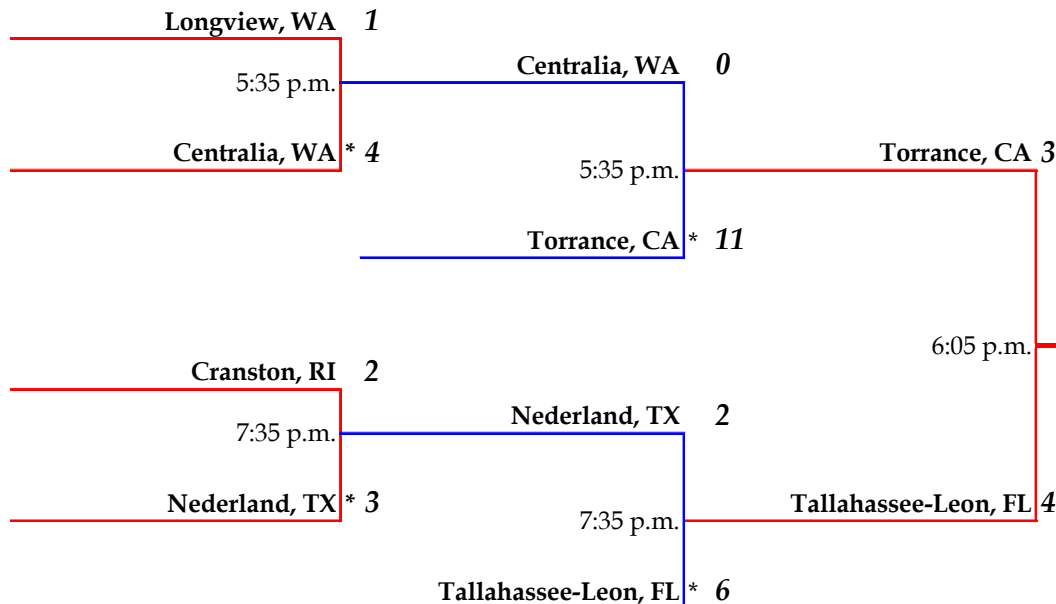 Longview, WA 1
Centralia, WA 0
5:35 p.m.
Centralia, WA * 4
Torrance, CA 3
5:35 p.m.
Torrance, CA * 11
6:05 p.m.
Cranston, RI 2
Nederland, TX 2
7:35 p.m.
Nederland, TX * 3
Tallahassee-Leon, FL 4
7:35 p.m.
Tallahassee-Leon, FL * 6